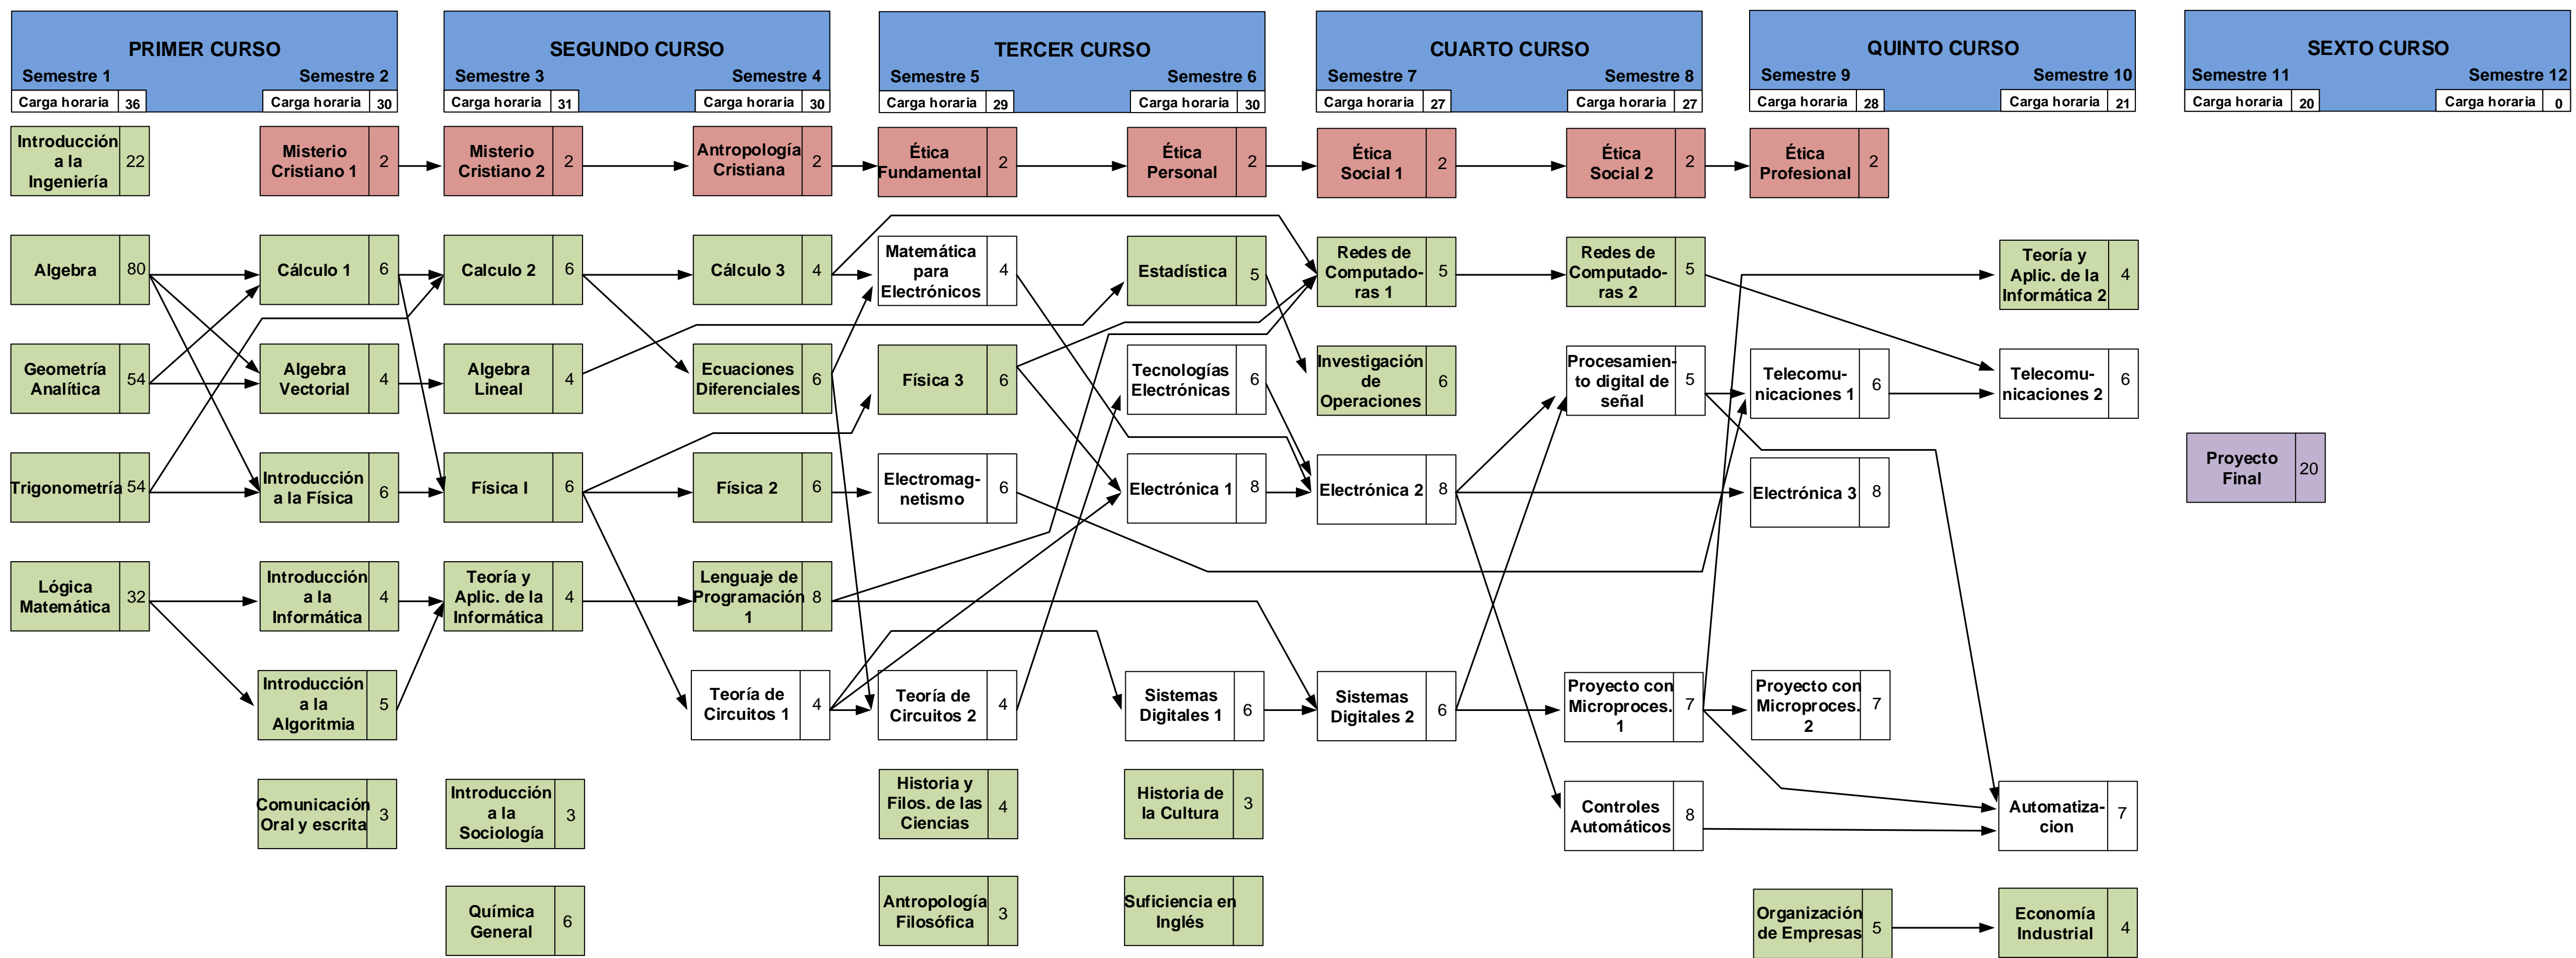 PRIMER CURSO
Semestre 1
Semestre 2
Carga horaria 36
Carga horaria 30
SEGUNDO CURSO
Semestre 3
Semestre 4
Carga horaria 31
Carga horaria 30
TERCER CURSO
Semestre 5
Semestre 6
Carga horaria 29
Carga horaria 30
CUARTO CURSO
Semestre 7
Semestre 8
Carga horaria 27
Carga horaria 27
QUINTO CURSO
Semestre 9
Semestre 10
Carga horaria 28
Carga horaria 21
SEXTO CURSO
Semestre 11
Semestre 12
Carga horaria 20
Carga horaria 0
Introducción
a la
Ingeniería
22
Misterio
Cristiano 1
2
Misterio
Cristiano 2
2
Antropología
Cristiana
2
Ética
Fundamental
2
Ética
Personal
2
Ética
Social 1
2
Ética
Social 2
2
Ética
Profesional
2
Algebra
80
Cálculo 1
6
Calculo 2
6
Cálculo 3
4
Matemática
para
Electrónicos
4
Estadística
5
Redes de
Computado-
ras 1
5
Redes de
Computado-
ras 2
5
Teoría y
Aplic. de la
Informática 2
4
Geometría
Analítica
54
Algebra
Vectorial
4
Algebra
Lineal
4
Ecuaciones
Diferenciales
6
Física 3
6
Tecnologías
Electrónicas
6
Investigación
de
Operaciones
6
Procesamien-
to digital de
señal
5
Telecomu-
nicaciones 1
6
Telecomu-
nicaciones 2
6
Trigonometría
54
Introducción
a la Física
6
Física I
6
Física 2
6
Electromag-
netismo
6
Electrónica 1
8
Electrónica 2
8
Electrónica 3
8
Proyecto
Final
20
Lógica
Matemática
32
Introducción
a la
Informática
4
Teoría y
Aplic. de la
Informática
4
Lenguaje de
Programación
1
8
Introducción
a la
Algoritmia
5
Teoría de
Circuitos 1
4
Teoría de
Circuitos 2
4
Sistemas
Digitales 1
6
Sistemas
Digitales 2
6
Proyecto con
Microproces.
1
7
Proyecto con
Microproces.
2
7
Comunicación
Oral y escrita
3
Introducción
a la
Sociología
3
Historia y
Filos. de las
Ciencias
4
Historia de
la Cultura
3
Controles
Automáticos
8
Automatiza-
cion
7
Química
General
6
Antropología
Filosófica
3
Suficiencia en
Inglés
Organización
de Empresas
5
Economía
Industrial
4